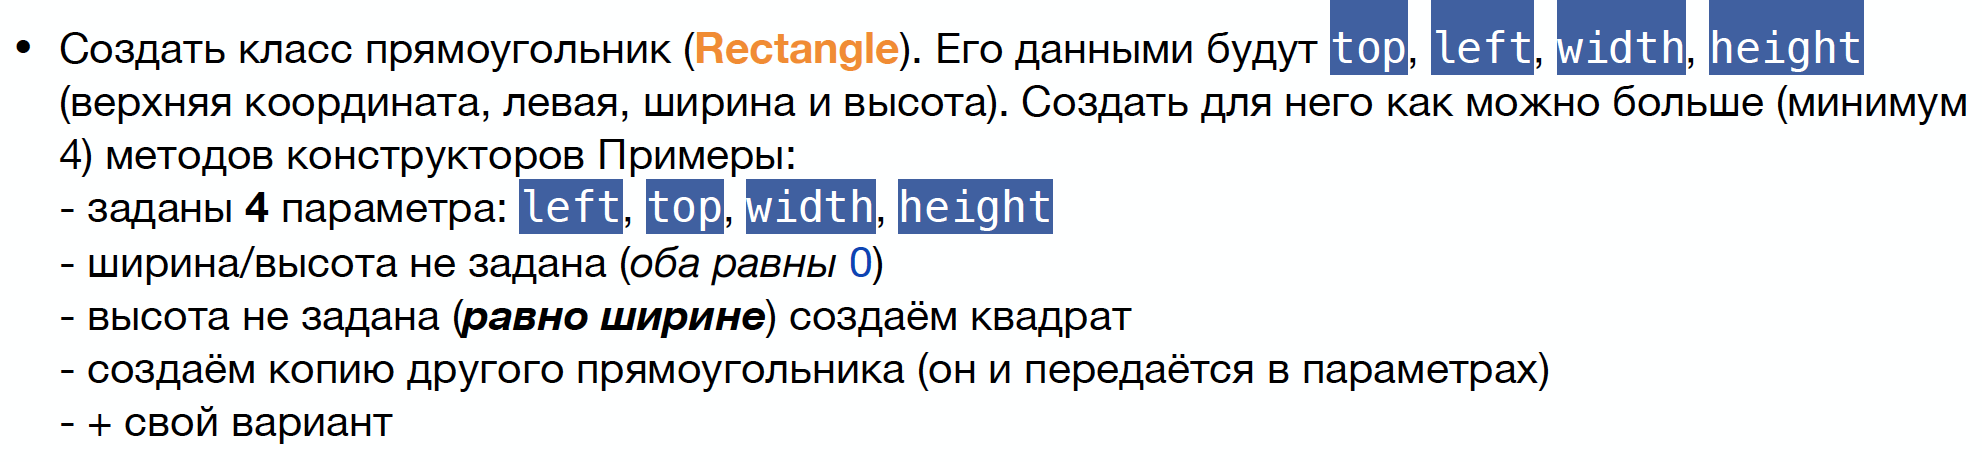 • Создать класс прямоугольник (Rectangle). Его данными будут top, left, width, height
(верхняя координата, левая, ширина и высота). Создать для него как можно больше (минимум
4) методов конструкторов Примеры:
- заданы 4 параметра: left, top, width, height
- ширина/высота не задана (оба равны 0)
- высота не задана (равно ширине) создаём квадрат
- создаём копию другого прямоугольника (он и передаётся в параметрах)
- + свой вариант